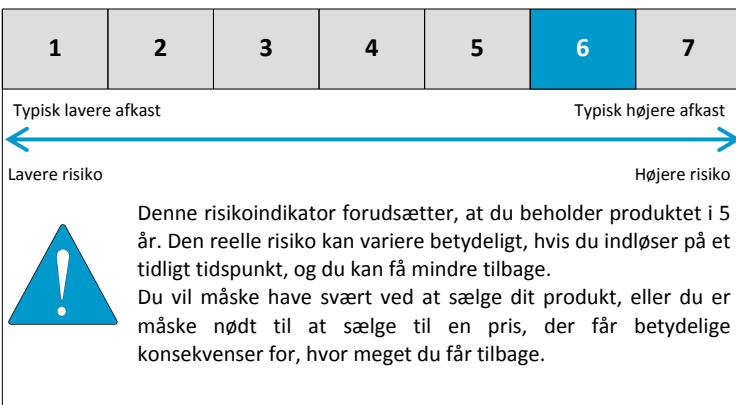 1 2 3 4 5 6 7
Typisk lavere afkast Typisk højere afkast
Lavere risiko Højere risiko
Denne risikoindikator forudsætter, at du beholder produktet i 5
år. Den reelle risiko kan variere betydeligt, hvis du indløser på et
tidligt tidspunkt, og du kan få mindre tilbage.
Du vil måske have svært ved at sælge dit produkt, eller du er
måske nødt til at sælge til en pris, der får betydelige
konsekvenser for, hvor meget du får tilbage.